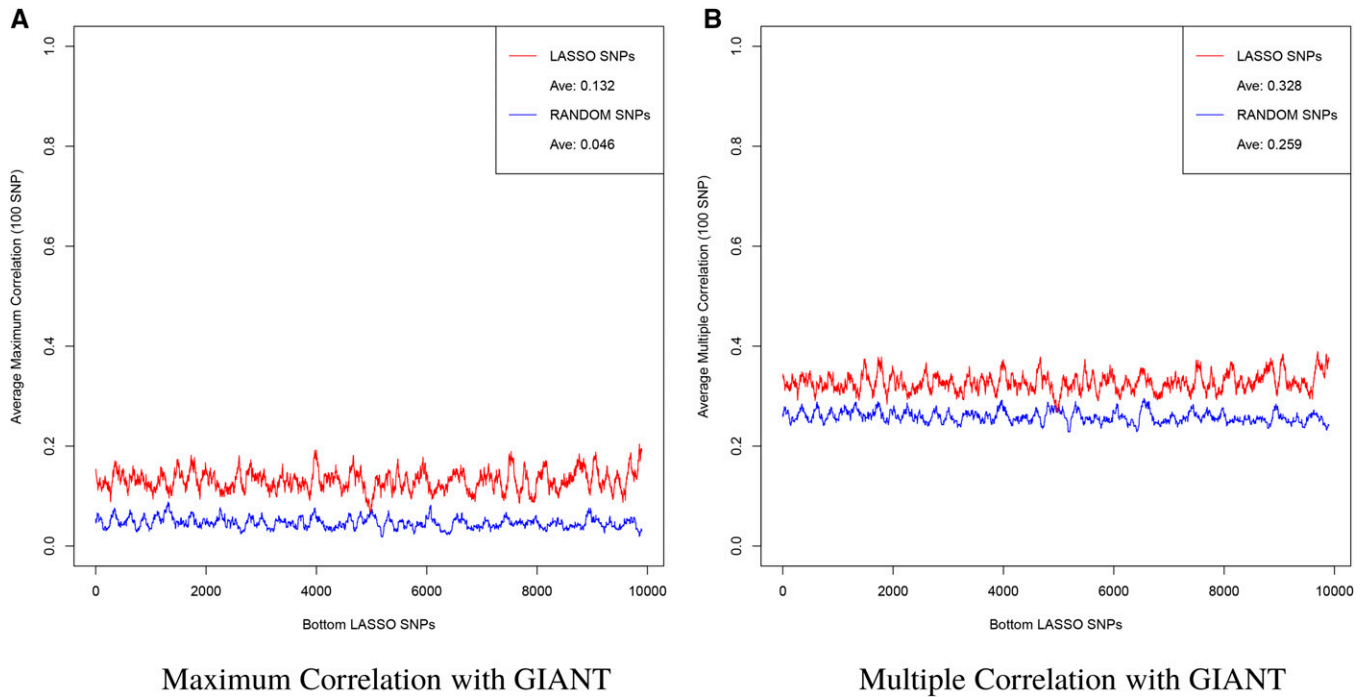 A
Average Maximum Correlation (100 SNP)
1.0
0.8
0.6
0.4
0.2
0.0
LASSO SNPs
Ave: 0.132
RANDOM SNPs
Ave: 0.046
0 2000 4000 6000 8000 10000
Bottom LASSO SNPs
Maximum Correlation with GIANT
B
Average Multiple Correlation (100 SNP)
1.0
0.8
0.6
0.4
0.2
0.0
LASSO SNPs
Ave: 0.328
RANDOM SNPs
Ave: 0.259
0 2000 4000 6000 8000 10000
Bottom LASSO SNPs
Multiple Correlation with GIANT